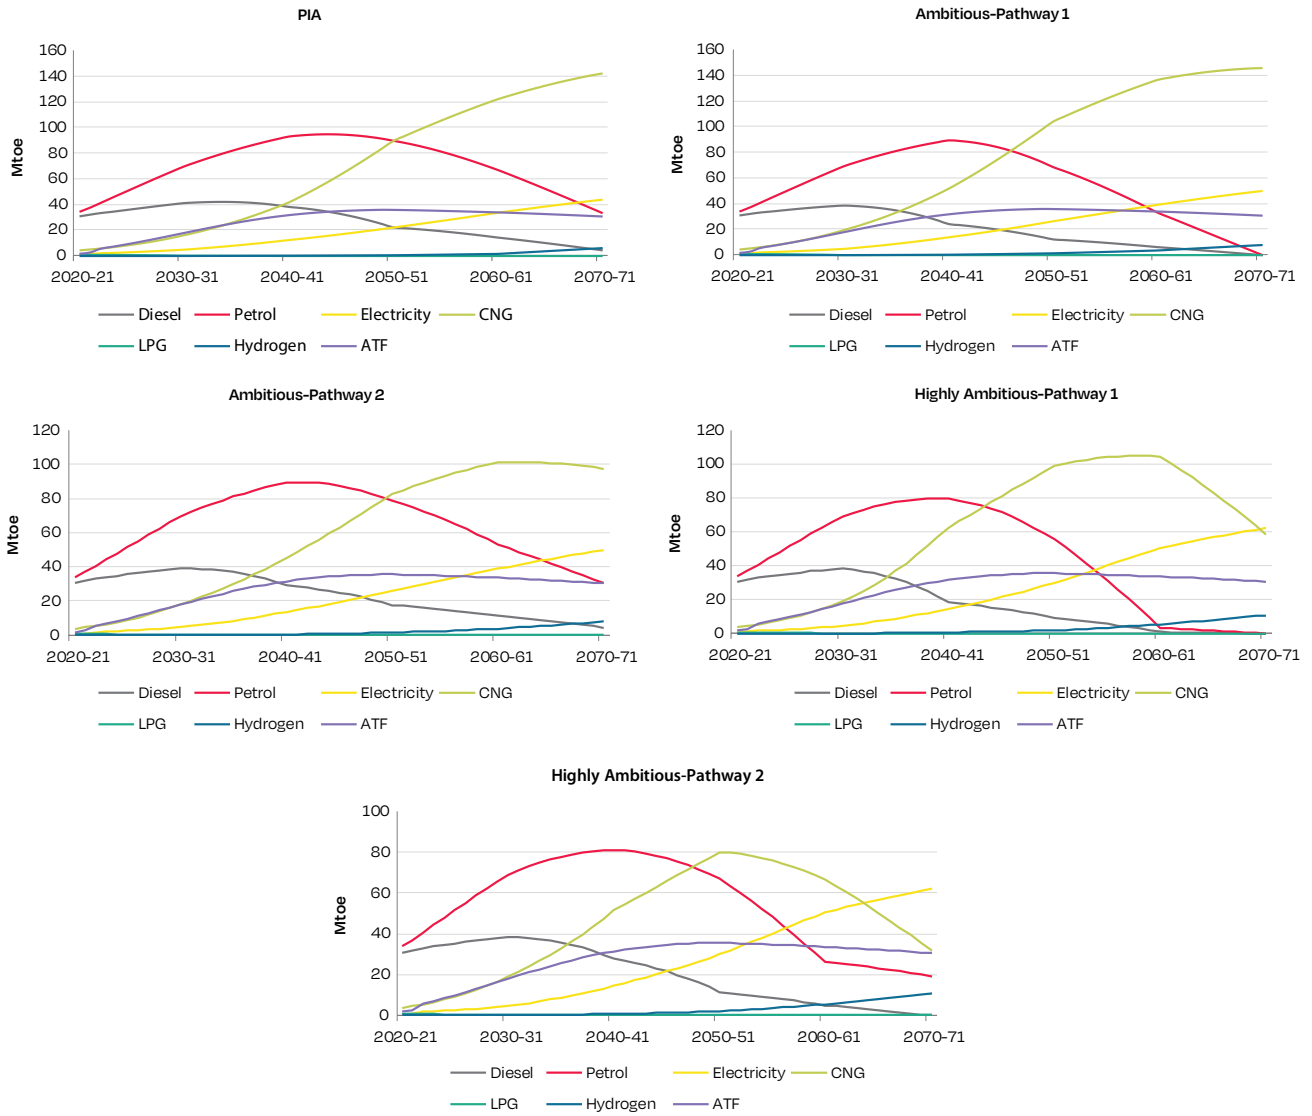 PIA
160
140
120
100
80
60
40
20
0
Mtoe
2020-21 2030-31 2040-41 2050-51 2060-61 2070-71
Diesel Petrol Electricity CNG
LPG Hydrogen ATF
Ambitious-Pathway 1
160
140
120
100
80
60
40
20
0
Mtoe
2020-21 2030-31 2040-41 2050-51 2060-61 2070-71
Diesel Petrol Electricity CNG
LPG Hydrogen ATF
Ambitious-Pathway 2
120
100
80
60
40
20
0
Mtoe
2020-21 2030-31 2040-41 2050-51 2060-61 2070-71
Diesel Petrol Electricity CNG
LPG Hydrogen ATF
Highly Ambitious-Pathway 1
120
100
80
60
40
20
0
Mtoe
2020-21 2030-31 2040-41 2050-51 2060-61 2070-71
Diesel Petrol Electricity CNG
LPG Hydrogen ATF
Highly Ambitious-Pathway 2
100
80
60
40
20
0
Mtoe
2020-21 2030-31 2040-41 2050-51 2060-61 2070-71
Diesel Petrol Electricity CNG
LPG Hydrogen ATF